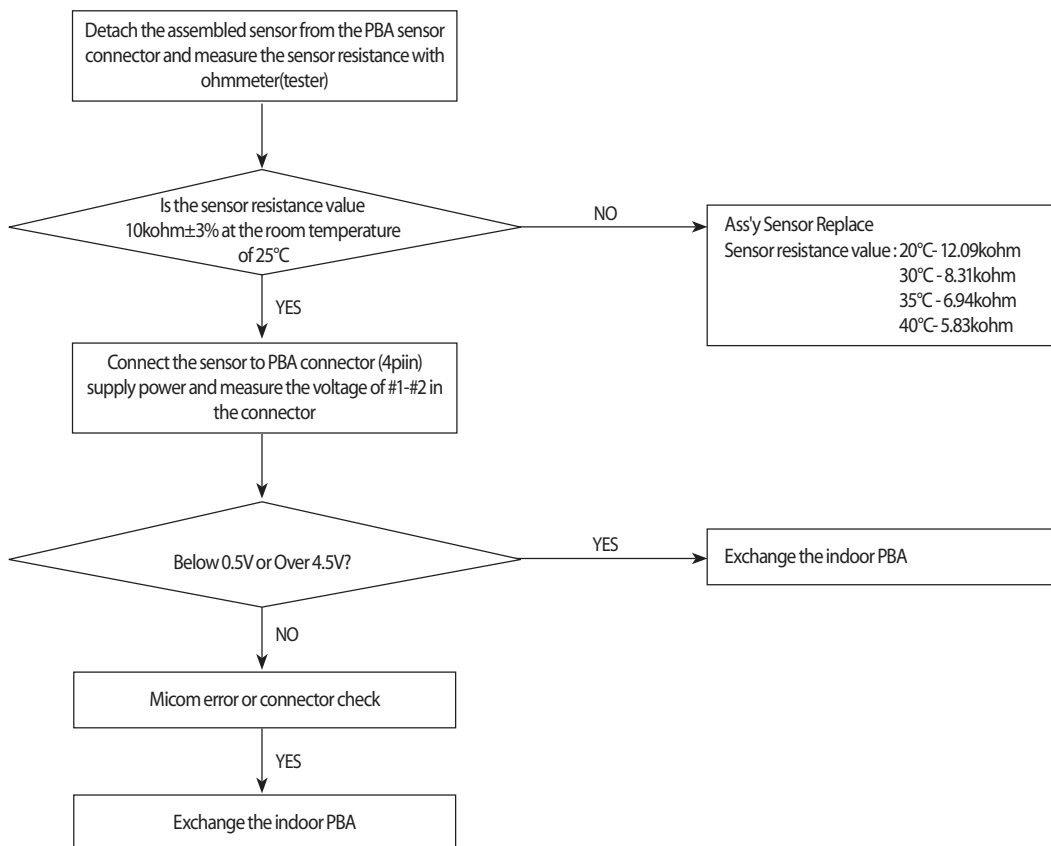 Detach the assembled sensor from the PBA sensor
connector and measure the sensor resistance with
ohmmeter(tester)
Is the sensor resistance value
10kohm±3% at the room temperature
of 25°C
NO
Ass'y Sensor Replace
Sensor resistance value : 20°C- 12.09kohm
30°C - 8.31kohm
35°C - 6.94kohm
40°C- 5.83kohm
YES
Connect the sensor to PBA connector (4piin)
supply power and measure the voltage of #1-#2 in
the connector
Below 0.5V or Over 4.5V?
YES
Exchange the indoor PBA
NO
Micom error or connector check
YES
Exchange the indoor PBA